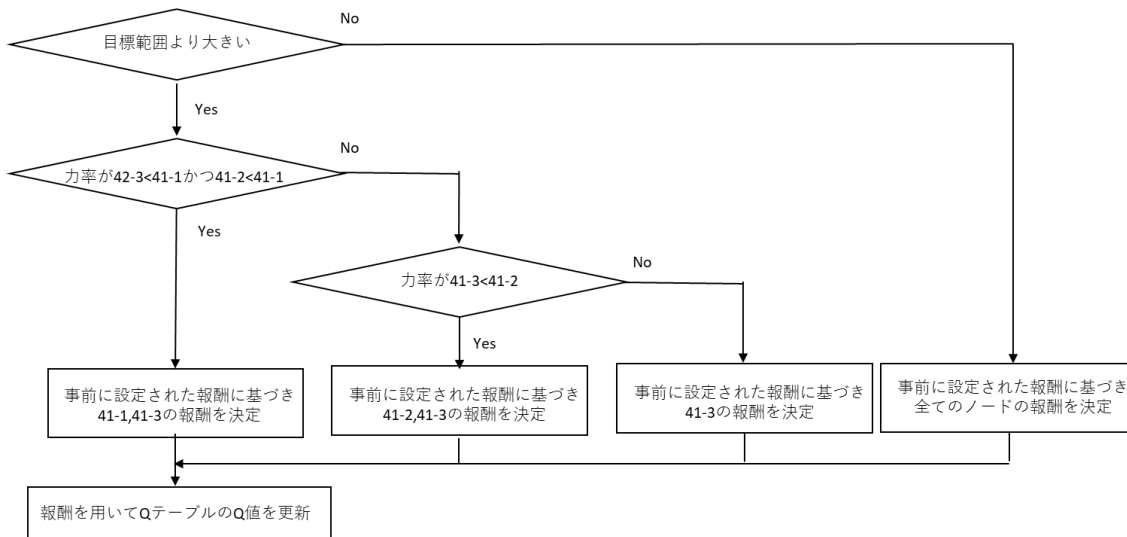 No
目標範囲より大きい
Yes
No
力率が42-3<41-1かつ41-2<41-1
Yes
No
力率が41-3<41-2
Yes
事前に設定された報酬に基づき
41-1,41-3の報酬を決定
事前に設定された報酬に基づき
41-2,41-3の報酬を決定
事前に設定された報酬に基づき
41-3の報酬を決定
事前に設定された報酬に基づき
全てのノードの報酬を決定
報酬を用いてQテーブルのQ値を更新